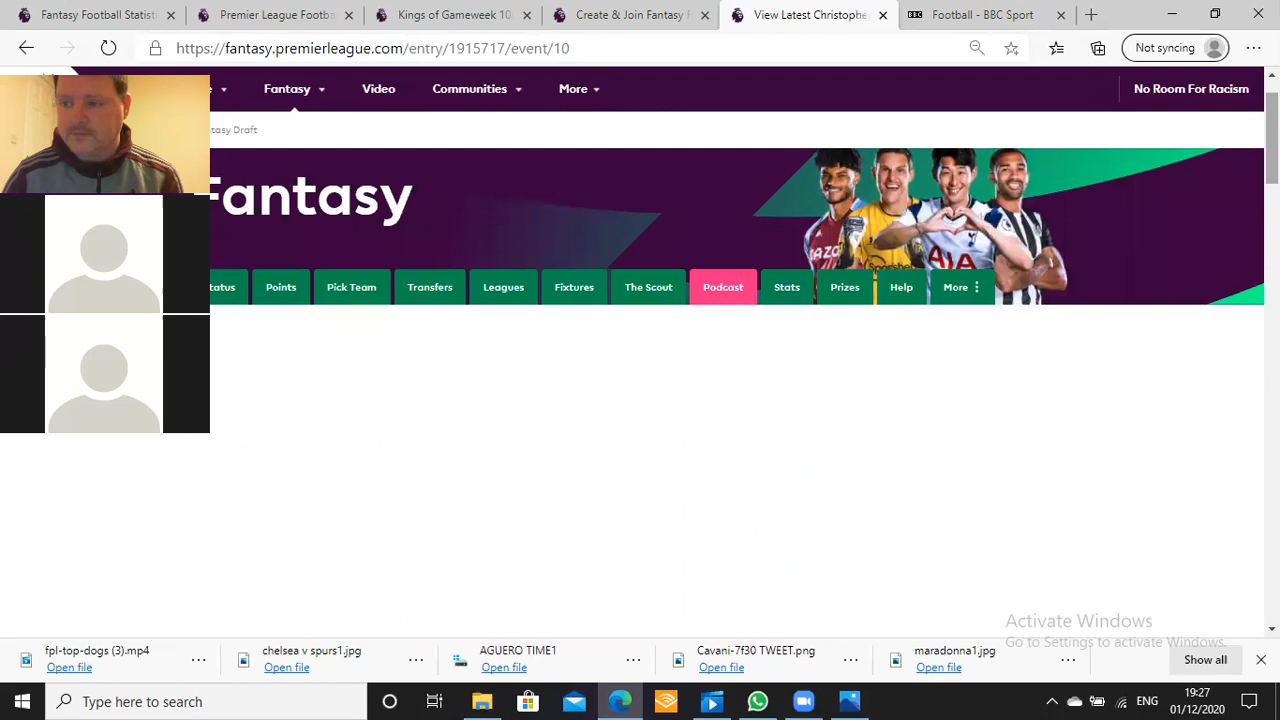 Fantasy Football Statisti
Premier League Footba
Kings of Gameweek 10
Create & Join Fantasy F
View Latest Christophe
BBC Football - BBC Sport
https://fantasy.premierleague.com/entry/1915717/event/10
Not syncing
Fantasy Video Communities More No Room For Racism
tasy Draft
Fantasy
tatus Points Pick Team Transfers Leagues Fixtures The Scout Podcast Stats Prizes Help More
AIA
Activate Windows
Go to Settings to activate Windows.
fpl-top-dogs (3).mp4
Open file
chelsea v spurs1.jpg
Open file
AGUERO TIME1
Open file
Cavani-7f30 TWEET.png
Open file
maradonna1.jpg
Open file
Show all
Type here to search
ENG
19:27
01/12/2020